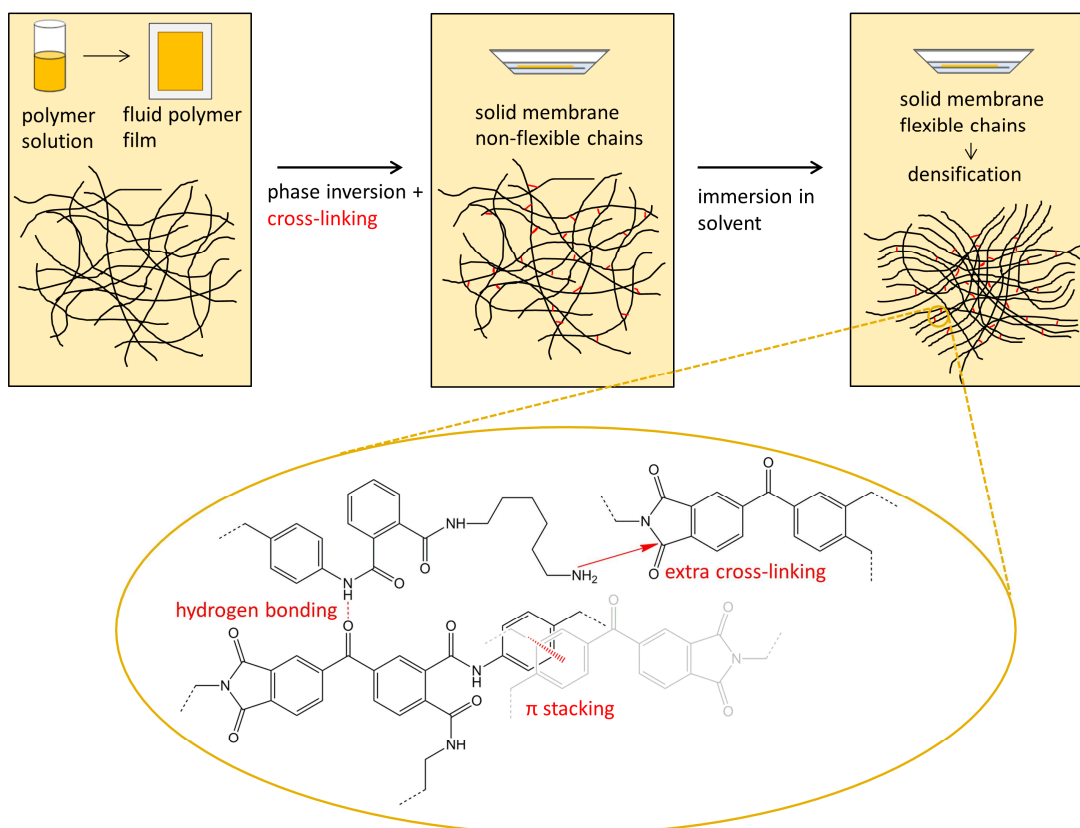 polymer
solution
fluid polymer
film
phase inversion +
cross-linking
solid membrane
non-flexible chains
immersion in
solvent
solid membrane
flexible chains
densification
O
O
N
O
O
NH
O
O
N
H
NH2
extra cross-linking
hydrogen bonding
O
O
N
O
O
N
H
O
NH
O
O
N
O
π stacking